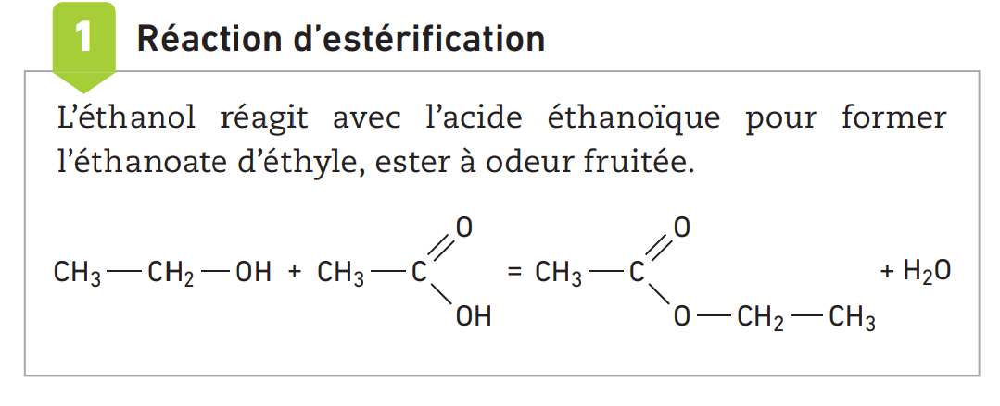 1 Réaction d'estérification
L'éthanol réagit avec l'acide éthanoïque pour former
l'éthanoate d'éthyle, ester à odeur fruitée.
O O
CH₃—CH₂—OH + CH₃—C = CH₃—C + H₂O
OH O—CH₂—CH₃